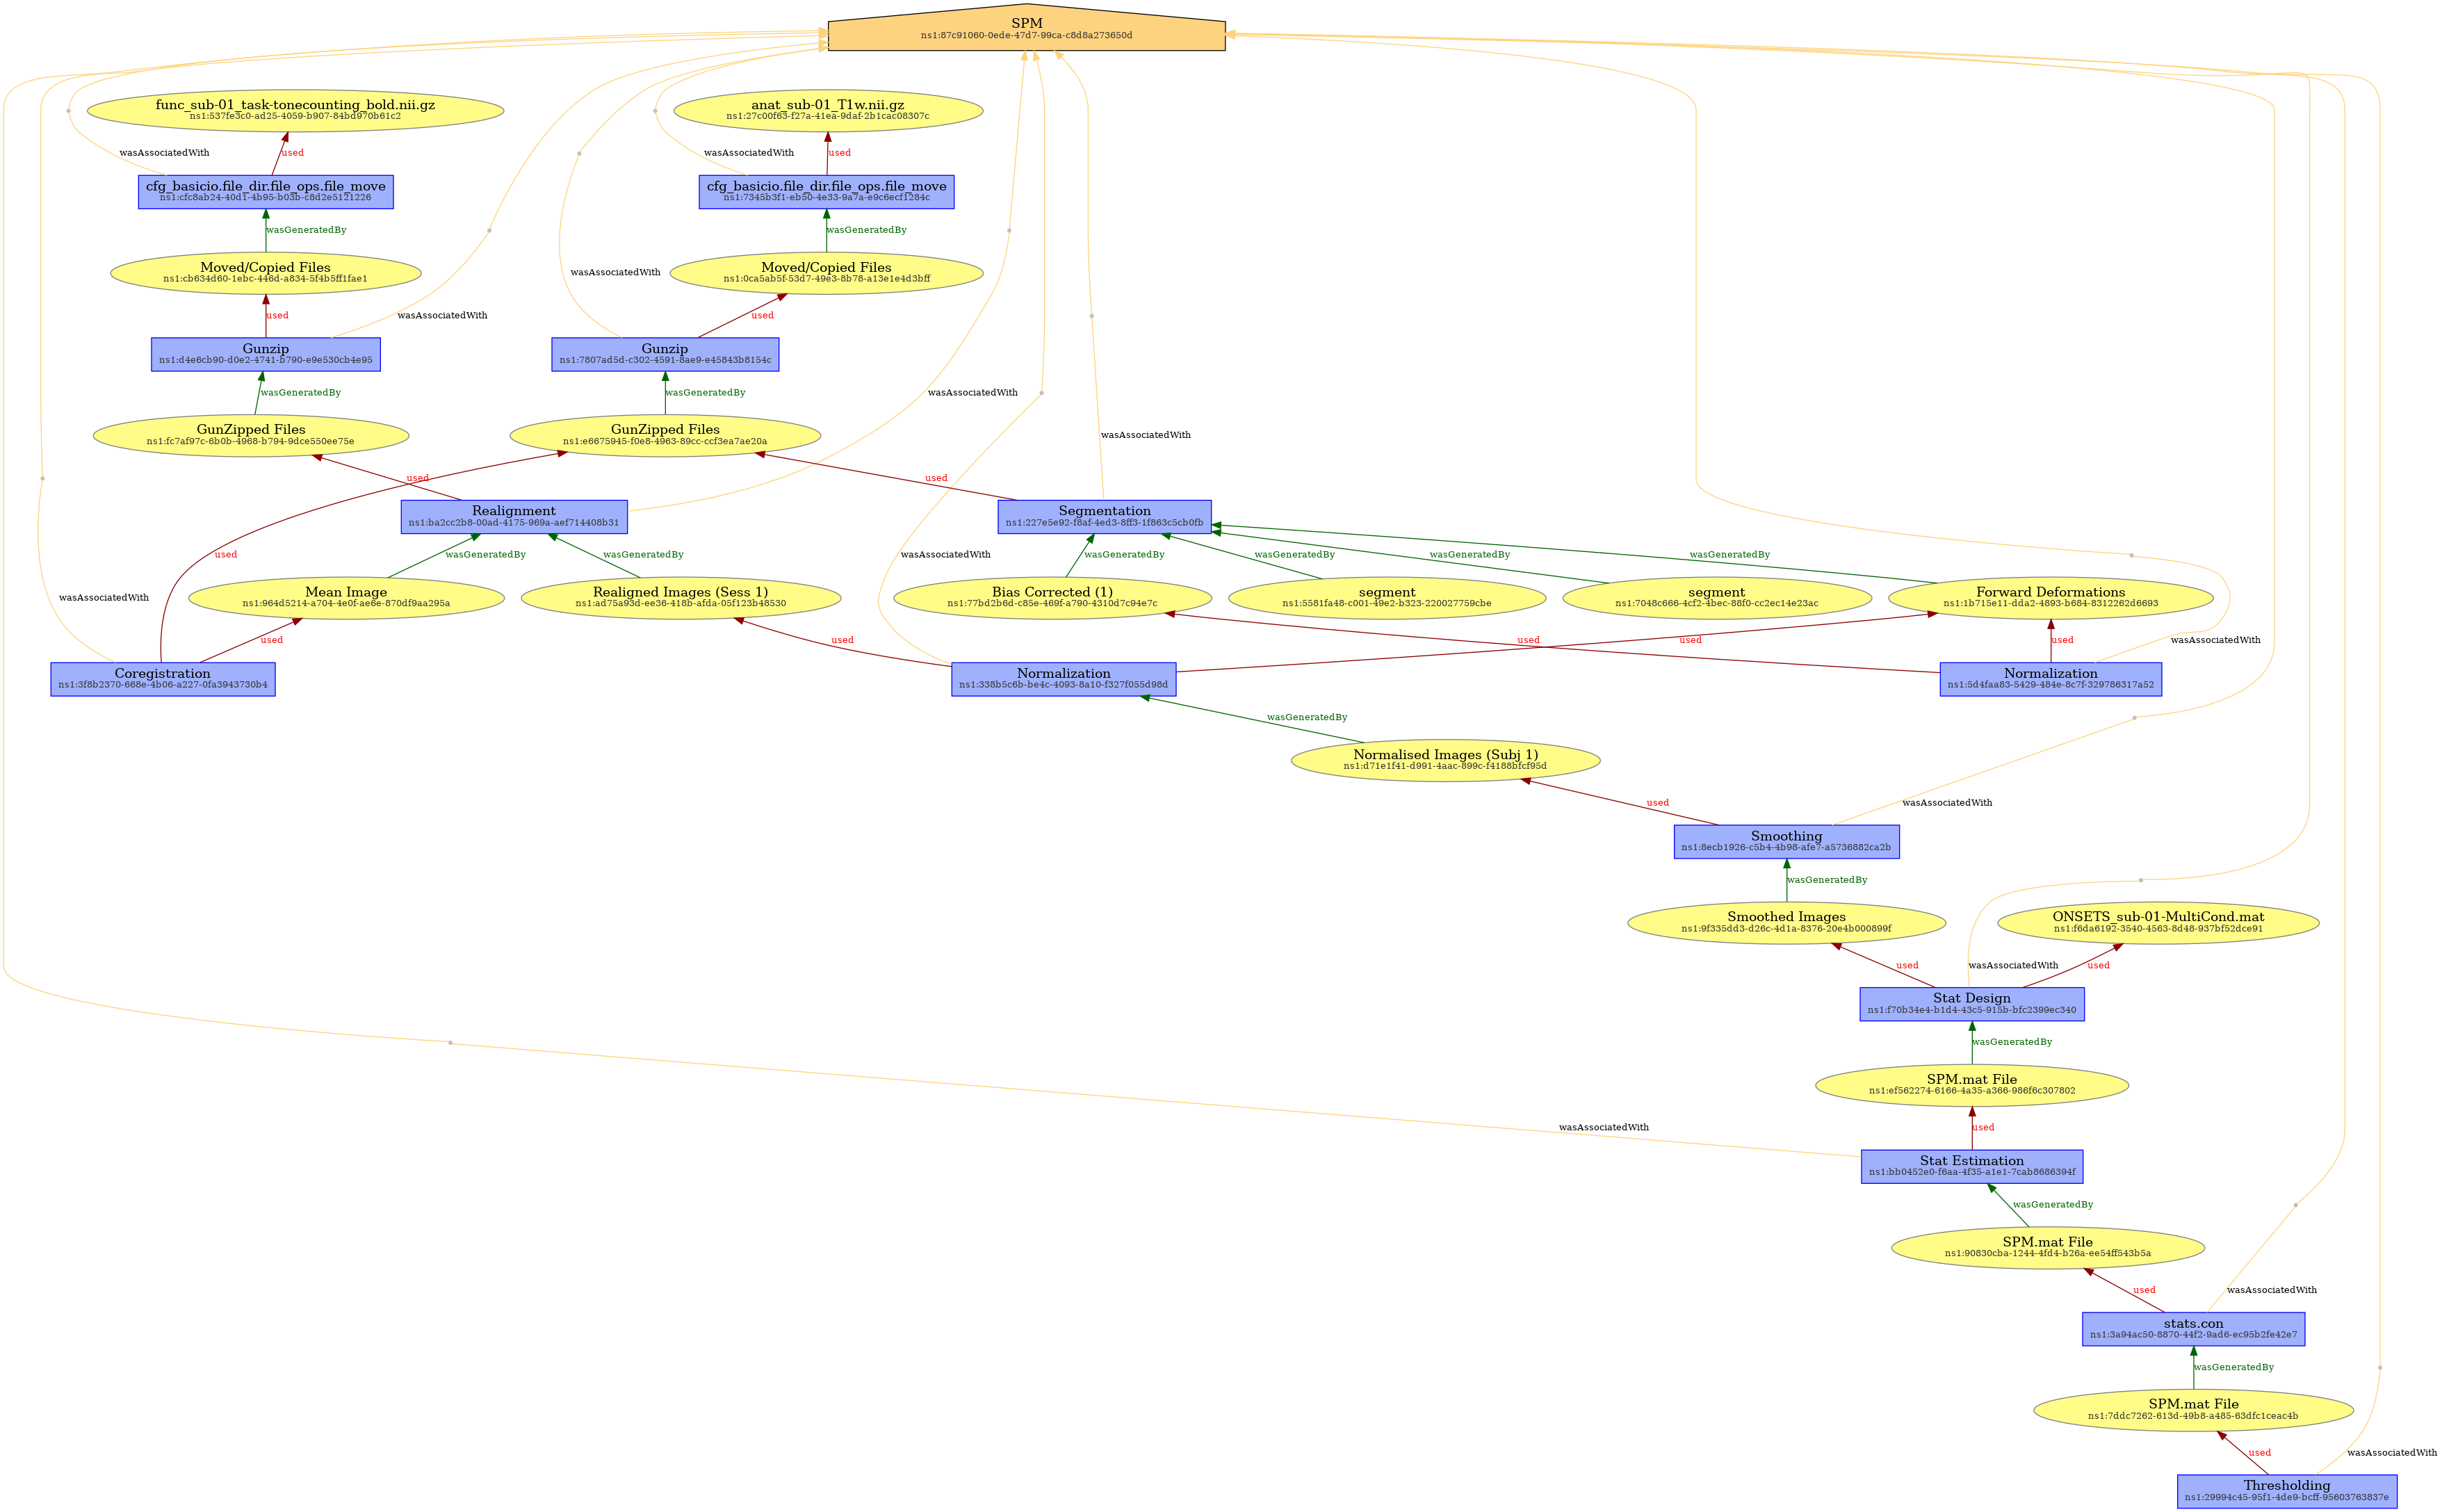 SPM
ns1:87c91060-0ede-47d7-99ca-c8d8a273650d
func_sub-01_task-tonecounting_bold.nii.gz
ns1:537fe3c0-ad25-4059-b907-84bd970b61c2
anat_sub-01_T1w.nii.gz
ns1:27c00f63-f27a-41ea-9daf-2b1cac08307c
wasAssociatedWith
used
wasAssociatedWith
used
cfg_basicio.file_dir.file_ops.file_move
ns1:cfc8ab24-40d1-4b95-b03b-c8d2e5121226
cfg_basicio.file_dir.file_ops.file_move
ns1:7345b3f1-eb50-4e33-9a7a-e9c6ecf1284c
wasGeneratedBy
wasGeneratedBy
Moved/Copied Files
ns1:cb634d60-1ebc-446d-a834-5f4b5ff1fae1
wasAssociatedWith
Moved/Copied Files
ns1:0ca5ab5f-53d7-49e3-8b78-a13e1e4d3bff
used
wasAssociatedWith
used
Gunzip
ns1:d4e6cb90-d0e2-4741-b790-e9e530cb4e95
Gunzip
ns1:7807ad5d-c302-4591-8ae9-e45843b8154c
wasGeneratedBy
wasGeneratedBy
wasAssociatedWith
GunZipped Files
ns1:fc7af97c-6b0b-4968-b794-9dce550ee75e
GunZipped Files
ns1:e6675945-f0e8-4963-89cc-ccf3ea7ae20a
wasAssociatedWith
used
used
Realignment
ns1:ba2cc2b8-00ad-4175-969a-aef714408b31
Segmentation
ns1:227e5e92-f8af-4ed3-8ff3-1f863c5cb0fb
used
wasGeneratedBy
wasGeneratedBy
wasAssociatedWith
wasGeneratedBy
wasGeneratedBy
wasGeneratedBy
wasGeneratedBy
wasAssociatedWith
Mean Image
ns1:964d5214-a704-4e0f-ae6e-870df9aa295a
Realigned Images (Sess 1)
ns1:ad75a93d-ee36-418b-afda-05f123b48530
Bias Corrected (1)
ns1:77bd2b6d-c85e-469f-a790-4310d7c94e7c
segment
ns1:5581fa48-c001-49e2-b323-220027759cbe
segment
ns1:7048c666-4cf2-4bec-88f0-cc2ec14e23ac
Forward Deformations
ns1:1b715e11-dda2-4893-b684-8312262d6693
used
used
used
used
used
wasAssociatedWith
Coregistration
ns1:3f8b2370-668e-4b06-a227-0fa3943730b4
Normalization
ns1:338b5c6b-be4c-4093-8a10-f327f055d98d
Normalization
ns1:5d4faa83-5429-484e-8c7f-329786317a52
wasGeneratedBy
Normalised Images (Subj 1)
ns1:d71e1f41-d991-4aac-899c-f4188bfcf95d
used
wasAssociatedWith
Smoothing
ns1:8ecb1926-c5b4-4b98-afe7-a5736882ca2b
wasGeneratedBy
Smoothed Images
ns1:9f335dd3-d26c-4d1a-8376-20e4b000899f
ONSETS_sub-01-MultiCond.mat
ns1:f6da6192-3540-4563-8d48-937bf52dce91
used
wasAssociatedWith
used
Stat Design
ns1:f70b34e4-b1d4-43c5-915b-bfc2399ec340
wasGeneratedBy
SPM.mat File
ns1:ef562274-6166-4a35-a366-986f6c307802
wasAssociatedWith
used
Stat Estimation
ns1:bb0452e0-f6aa-4f35-a1e1-7cab8686394f
wasGeneratedBy
SPM.mat File
ns1:90830cba-1244-4fd4-b26a-ee54ff543b5a
used
wasAssociatedWith
stats.con
ns1:3a94ac50-8870-44f2-9ad6-ec95b2fe42e7
wasGeneratedBy
SPM.mat File
ns1:7ddc7262-613d-49b8-a485-63dfc1ceac4b
used
wasAssociatedWith
Thresholding
ns1:29994c45-95f1-4de9-bcff-95603763837e